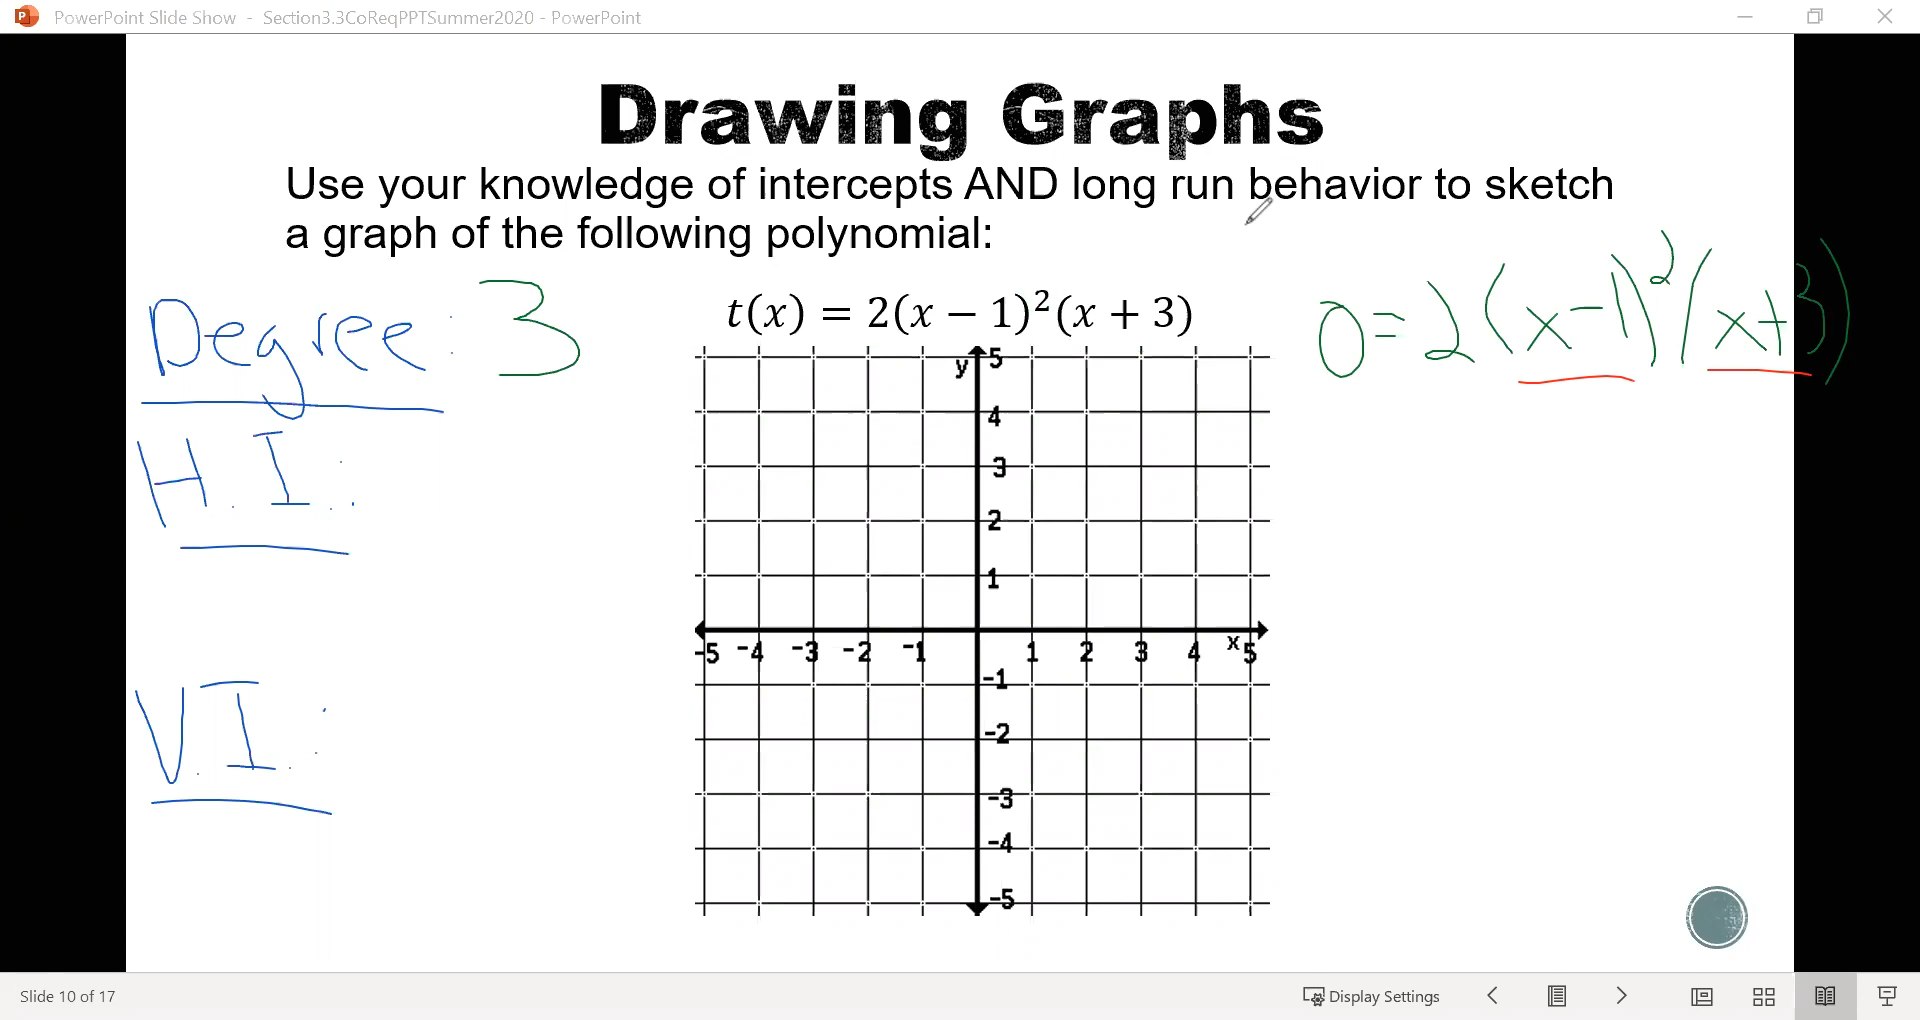 PowerPoint Slide Show - Section3.3CoReqPPTSummer2020 - PowerPoint
Drawing Graphs
Use your knowledge of intercepts AND long run behavior to sketch
a graph of the following polynomial:
t(x) = 2(x − 1)²(x + 3)
0 = 2(x-1)²(x+3)
Degree: 3
H.I.:
V.I.:
y
5
4
3
2
1
-5 -4 -3 -2 -1 1 2 3 4 x 5
-1
-2
-3
-4
-5
Slide 10 of 17
Display Settings